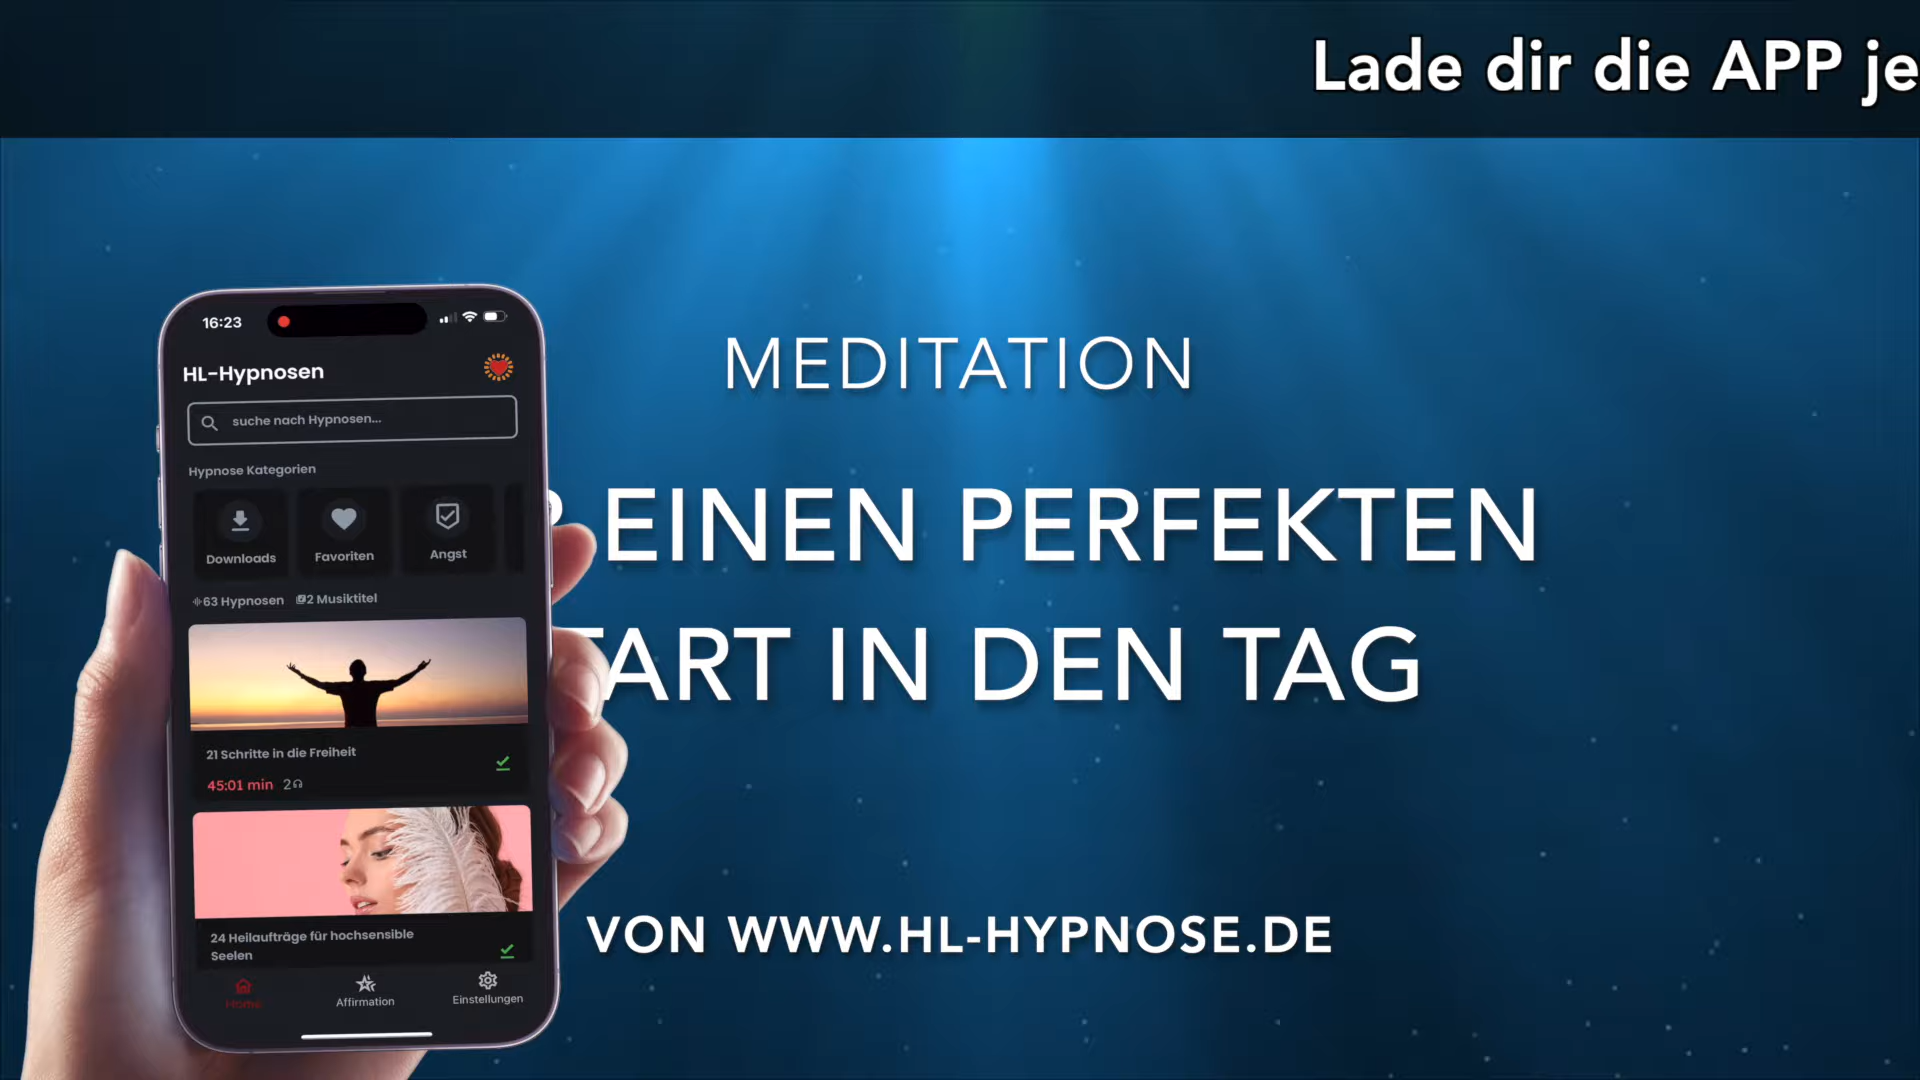 Lade dir die APP je
MEDITATION
EINEN PERFEKTEN
TART IN DEN TAG
VON WWW.HL-HYPNOSE.DE
16:23
HL-Hypnosen
suche nach Hypnosen...
Hypnose Kategorien
Downloads
Favoriten
Angst
63 Hypnosen
2 Musiktitel
21 Schritte in die Freiheit
45:01 min 2
24 Heilaufträge für hochsensible
Seelen
Home
Affirmation
Einstellungen